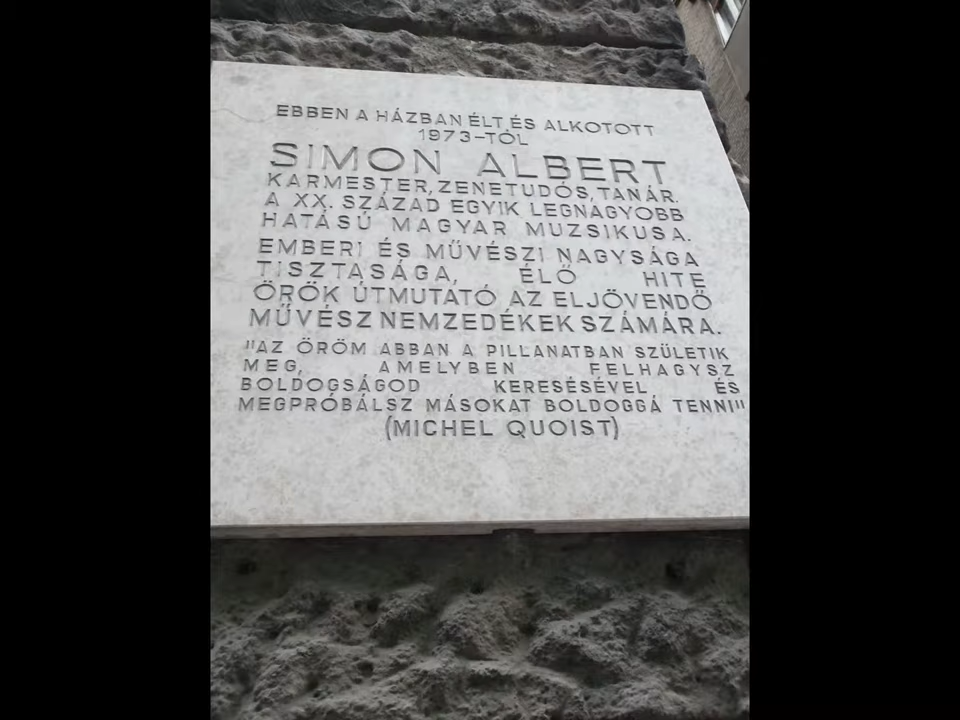 EBBEN A HÁZBAN ÉLT ÉS ALKOTOTT
1973-TÓL
SIMON ALBERT
KARMESTER, ZENETUDÓS, TANÁR.
A XX. SZÁZAD EGYIK LEGNAGYOBB
HATÁSÚ MAGYAR MUZSIKUSA.
EMBERI ÉS MŰVÉSZI NAGYSÁGA
TISZTASÁGA, ÉLŐ HITE
ÖRÖK ÚTMUTATÓ AZ ELJÖVENDŐ
MŰVÉSZNEMZEDÉKEK SZÁMÁRA.
"AZ ÖRÖM ABBAN A PILLANATBAN SZÜLETIK
MEG, AMELYBEN FELHAGYSZ
BOLDOGSÁGOD KERESÉSÉVEL ÉS
MEGPRÓBÁLSZ MÁSOKAT BOLDOGGÁ TENNI"
(MICHEL QUOIST)